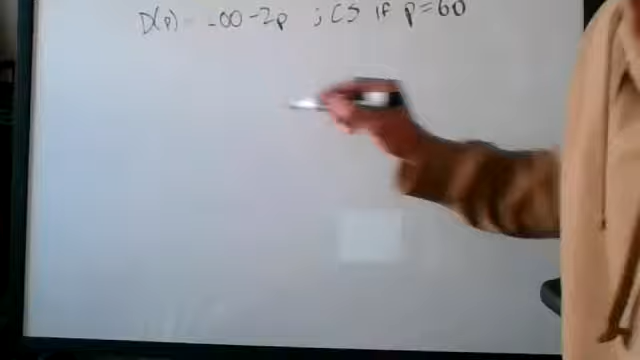 D(p) = -00 - 2p ; CS if p = 60